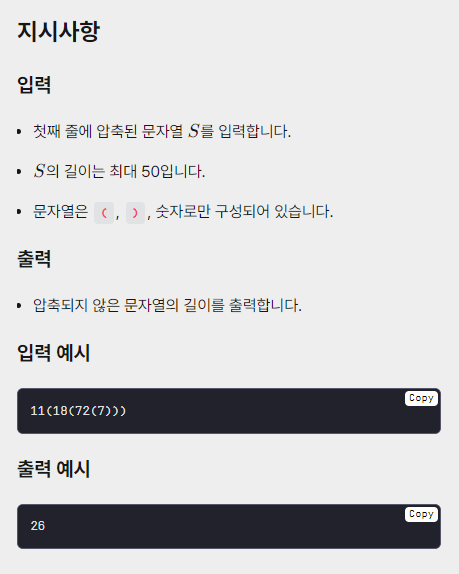 지시사항
입력
• 첫째 줄에 압축된 문자열 S를 입력합니다.
• S의 길이는 최대 50입니다.
• 문자열은 (, ), 숫자로만 구성되어 있습니다.
출력
• 압축되지 않은 문자열의 길이를 출력합니다.
입력 예시
Copy
11(18(72(7)))
출력 예시
Copy
26